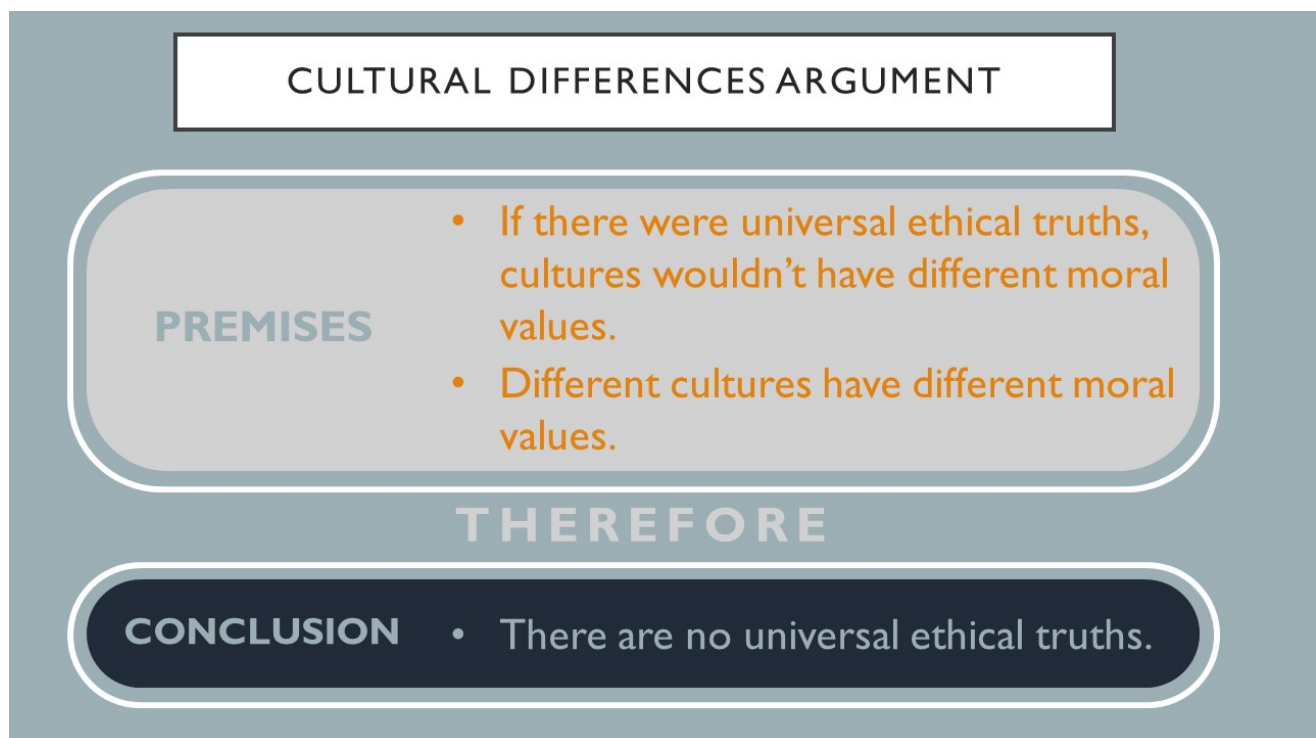 CULTURAL DIFFERENCES ARGUMENT
PREMISES
• If there were universal ethical truths,
cultures wouldn’t have different moral
values.
• Different cultures have different moral
values.
THEREFORE
CONCLUSION
• There are no universal ethical truths.